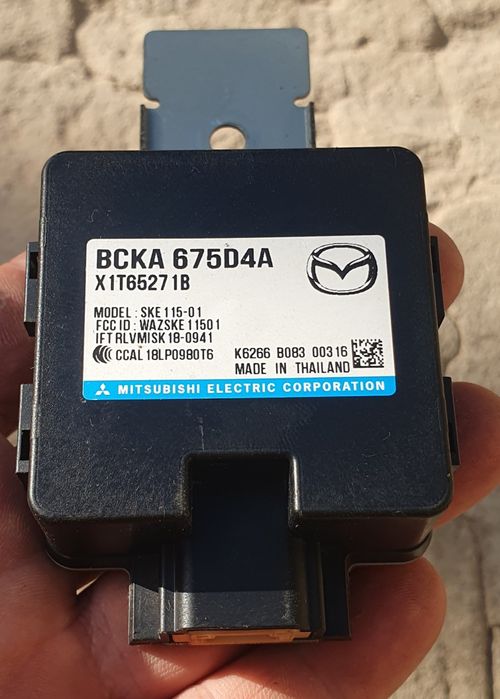 BCKA 675D4A
X1T65271B
MODEL : SKE115-01
FCC ID : WAZSKE11501
IFT RLVMISK18-0941
CCAL18LP0980T6
K6266 B083 00316
MADE IN THAILAND
MITSUBISHI ELECTRIC CORPORATION